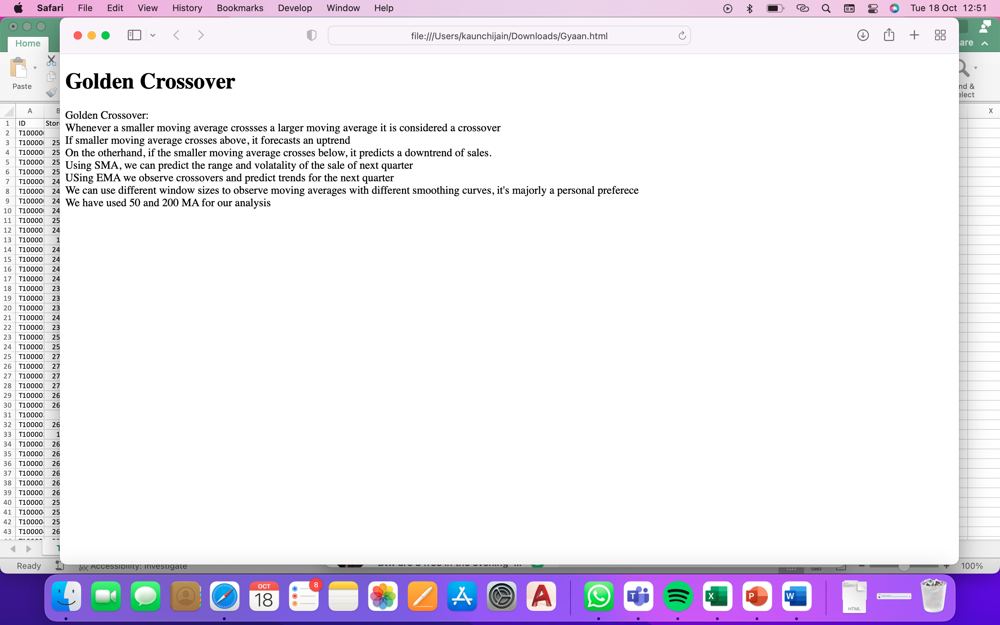 Safari File Edit View History Bookmarks Develop Window Help Tue 18 Oct 12:51
file:///Users/kaunchijain/Downloads/Gyaan.html
Home
are
Paste
Golden Crossover
Golden Crossover:
Whenever a smaller moving average crossses a larger moving average it is considered a crossover
If smaller moving average crosses above, it forecasts an uptrend
On the otherhand, if the smaller moving average crosses below, it predicts a downtrend of sales.
Using SMA, we can predict the range and volatality of the sale of next quarter
USing EMA we observe crossovers and predict trends for the next quarter
We can use different window sizes to observe moving averages with different smoothing curves, it's majorly a personal preferece
We have used 50 and 200 MA for our analysis
nd &
elect
A B X
1 ID Stor
2 T10000
3 T10000 25
4 T10000 25
5 T10000 25
6 T10000 25
7 T10000 24
8 T10000 24
9 T10000 24
10 T10000 24
11 T10000 25
12 T10000 24
13 T10000 1
14 T10000 24
15 T10000 24
16 T10000 24
17 T10000 24
18 T10000 23
19 T10000 23
20 T10000 23
21 T10000 24
22 T10000 23
23 T10000 25
24 T10000 25
25 T10000 27
26 T10000 27
27 T10000 27
28 T10000 27
29 T10000 26
30 T10000 26
31 T10000
32 T10000 26
33 T10000 1
34 T10000 26
35 T10000 26
36 T10000 26
37 T10000 26
38 T10000 26
39 T10000 26
40 T10000 25
41 T10000 25
42 T10000 25
43 T10000 26
Ready Accessibility: Investigate 100%
OCT
18
8
T
X
P
W
HTML